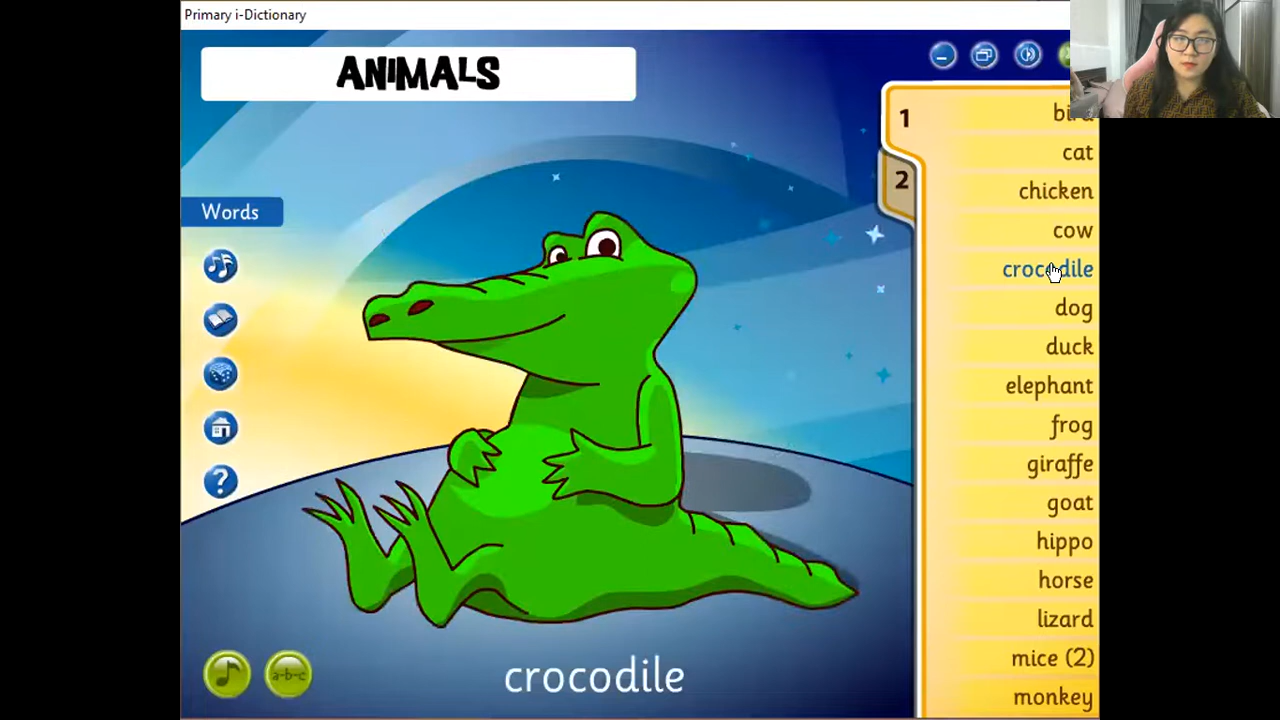 Primary i-Dictionary
ANIMALS
Words
a-b-c
crocodile
1
2
bird
cat
chicken
cow
crocodile
dog
duck
elephant
frog
giraffe
goat
hippo
horse
lizard
mice (2)
monkey